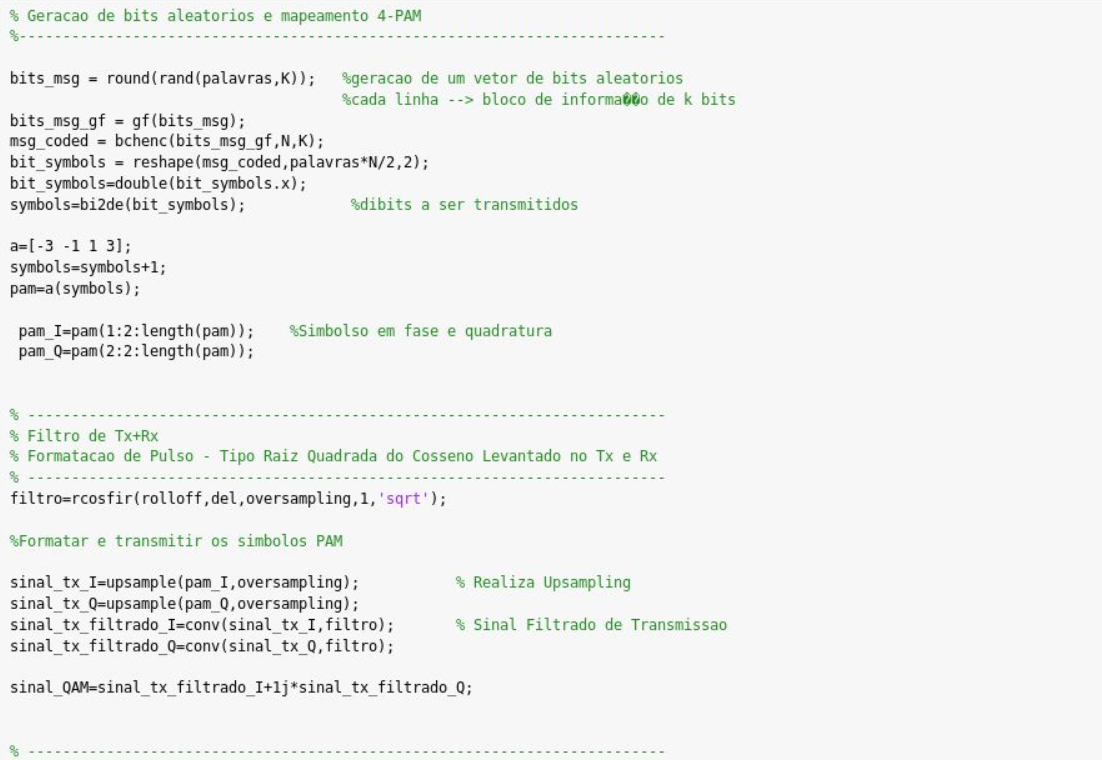 % Geracao de bits aleatorios e mapeamento 4-PAM
%--------------------------------------------------------------------------
bits_msg = round(rand(palavras,K));   %geracao de um vetor de bits aleatorios
%cada linha --> bloco de informa��o de k bits
bits_msg_gf = gf(bits_msg);
msg_coded = bchenc(bits_msg_gf,N,K);
bit_symbols = reshape(msg_coded,palavras*N/2,2);
bit_symbols=double(bit_symbols.x);
symbols=bi2de(bit_symbols);            %dibits a ser transmitidos
a=[-3 -1 1 3];
symbols=symbols+1;
pam=a(symbols);
pam_I=pam(1:2:length(pam));    %Simbolso em fase e quadratura
pam_Q=pam(2:2:length(pam));
% -------------------------------------------------------------------------
% Filtro de Tx+Rx
% Formatacao de Pulso - Tipo Raiz Quadrada do Cosseno Levantado no Tx e Rx
% -------------------------------------------------------------------------
filtro=rcosfir(rolloff,del,oversampling,1,'sqrt');
%Formatar e transmitir os simbolos PAM
sinal_tx_I=upsample(pam_I,oversampling);           % Realiza Upsampling
sinal_tx_Q=upsample(pam_Q,oversampling);
sinal_tx_filtrado_I=conv(sinal_tx_I,filtro);       % Sinal Filtrado de Transmissao
sinal_tx_filtrado_Q=conv(sinal_tx_Q,filtro);
sinal_QAM=sinal_tx_filtrado_I+1j*sinal_tx_filtrado_Q;
% -------------------------------------------------------------------------